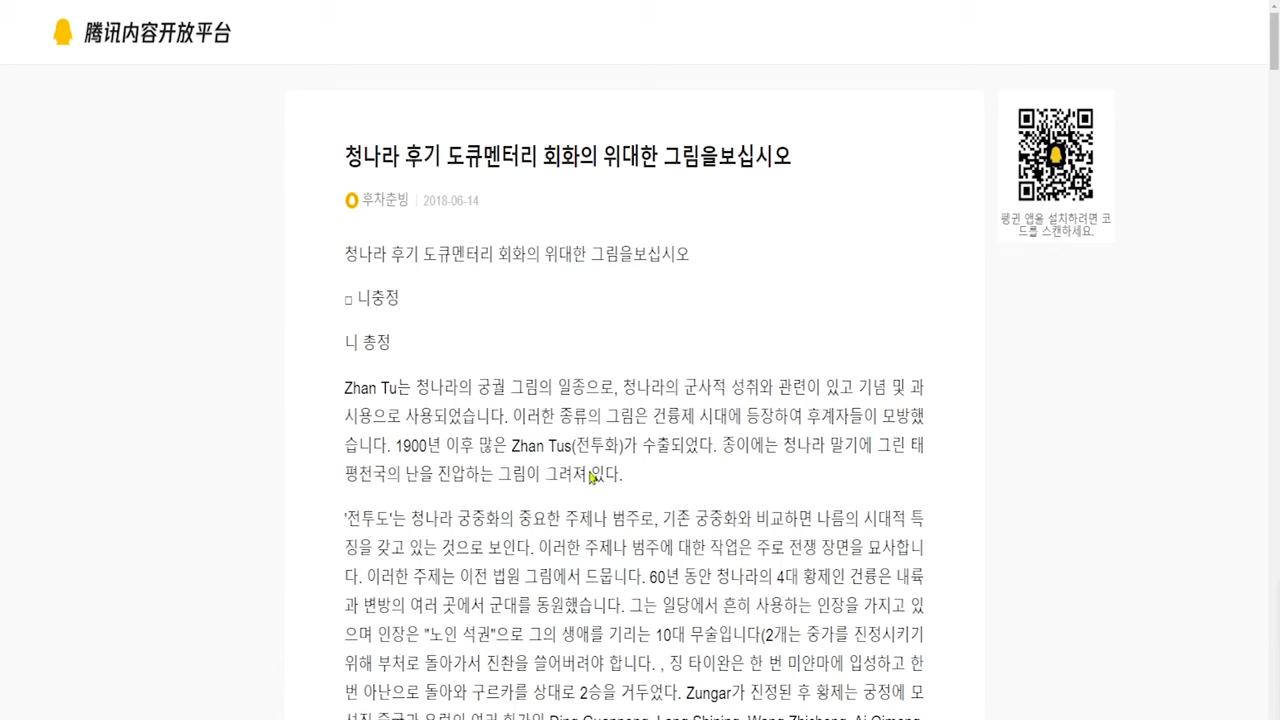 腾讯内容开放平台
청나라 후기 도큐멘터리 회화의 위대한 그림을보십시오
후차춘빙 2018-06-14
펭귄 앱을 설치하려면 코
드를 스캔하세요.
청나라 후기 도큐멘터리 회화의 위대한 그림을보십시오
□ 니충정
니 총정
Zhan Tu는 청나라의 궁궐 그림의 일종으로, 청나라의 군사적 성취와 관련이 있고 기념 및 과
시용으로 사용되었습니다. 이러한 종류의 그림은 건륭제 시대에 등장하여 후계자들이 모방했
습니다. 1900년 이후 많은 Zhan Tus(전투화)가 수출되었다. 종이에는 청나라 말기에 그린 태
평천국의 난을 진압하는 그림이 그려져 있다.
'전투도'는 청나라 궁중화의 중요한 주제나 범주로, 기존 궁중화와 비교하면 나름의 시대적 특
징을 갖고 있는 것으로 보인다. 이러한 주제나 범주에 대한 작업은 주로 전쟁 장면을 묘사합니
다. 이러한 주제는 이전 법원 그림에서 드뭅니다. 60년 동안 청나라의 4대 황제인 건륭은 내륙
과 변방의 여러 곳에서 군대를 동원했습니다. 그는 일당에서 흔히 사용하는 인장을 가지고 있
으며 인장은 "노인 석권"으로 그의 생애를 기리는 10대 무술입니다(2개는 중가를 진정시키기
위해 부처로 돌아가서 진찬을 쓸어버려야 합니다. , 징 타이완은 한 번 미얀마에 입성하고 한
번 아난으로 돌아와 구르카를 상대로 2승을 거두었다. Zungar가 진정된 후 황제는 궁정에 모